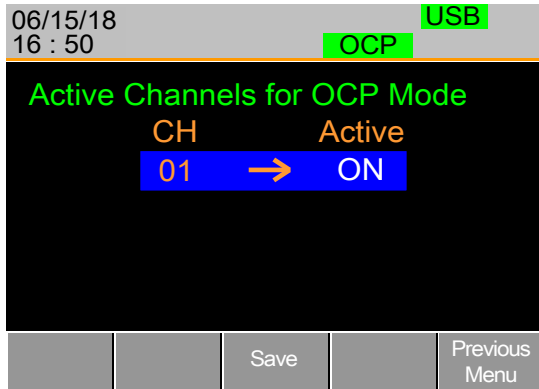 06/15/18 USB
16 : 50 OCP
Active Channels for OCP Mode
CH Active
01 → ON
Save
Previous
Menu